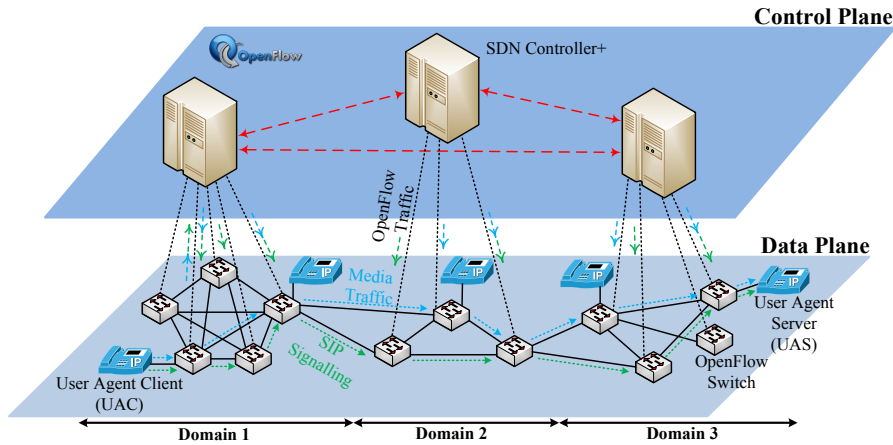 Control Plane
OpenFlow
SDN Controller+
OpenFlow
Traffic
Data Plane
IP
IP
IP
IP
IP
Media
Traffic
SIP
Signalling
User Agent
Server
(UAS)
OpenFlow
Switch
User Agent Client
(UAC)
Domain 1
Domain 2
Domain 3